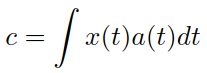 c = ∫ x(t)a(t)dt